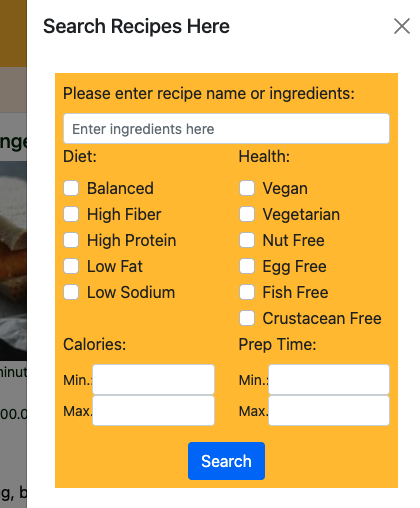 Search Recipes Here
Please enter recipe name or ingredients:
Enter ingredients here
Diet:
Balanced
High Fiber
High Protein
Low Fat
Low Sodium
Health:
Vegan
Vegetarian
Nut Free
Egg Free
Fish Free
Crustacean Free
Calories:
Min.:
Max.
Prep Time:
Min.:
Max.
Search
nge
minut
00.0
g, b